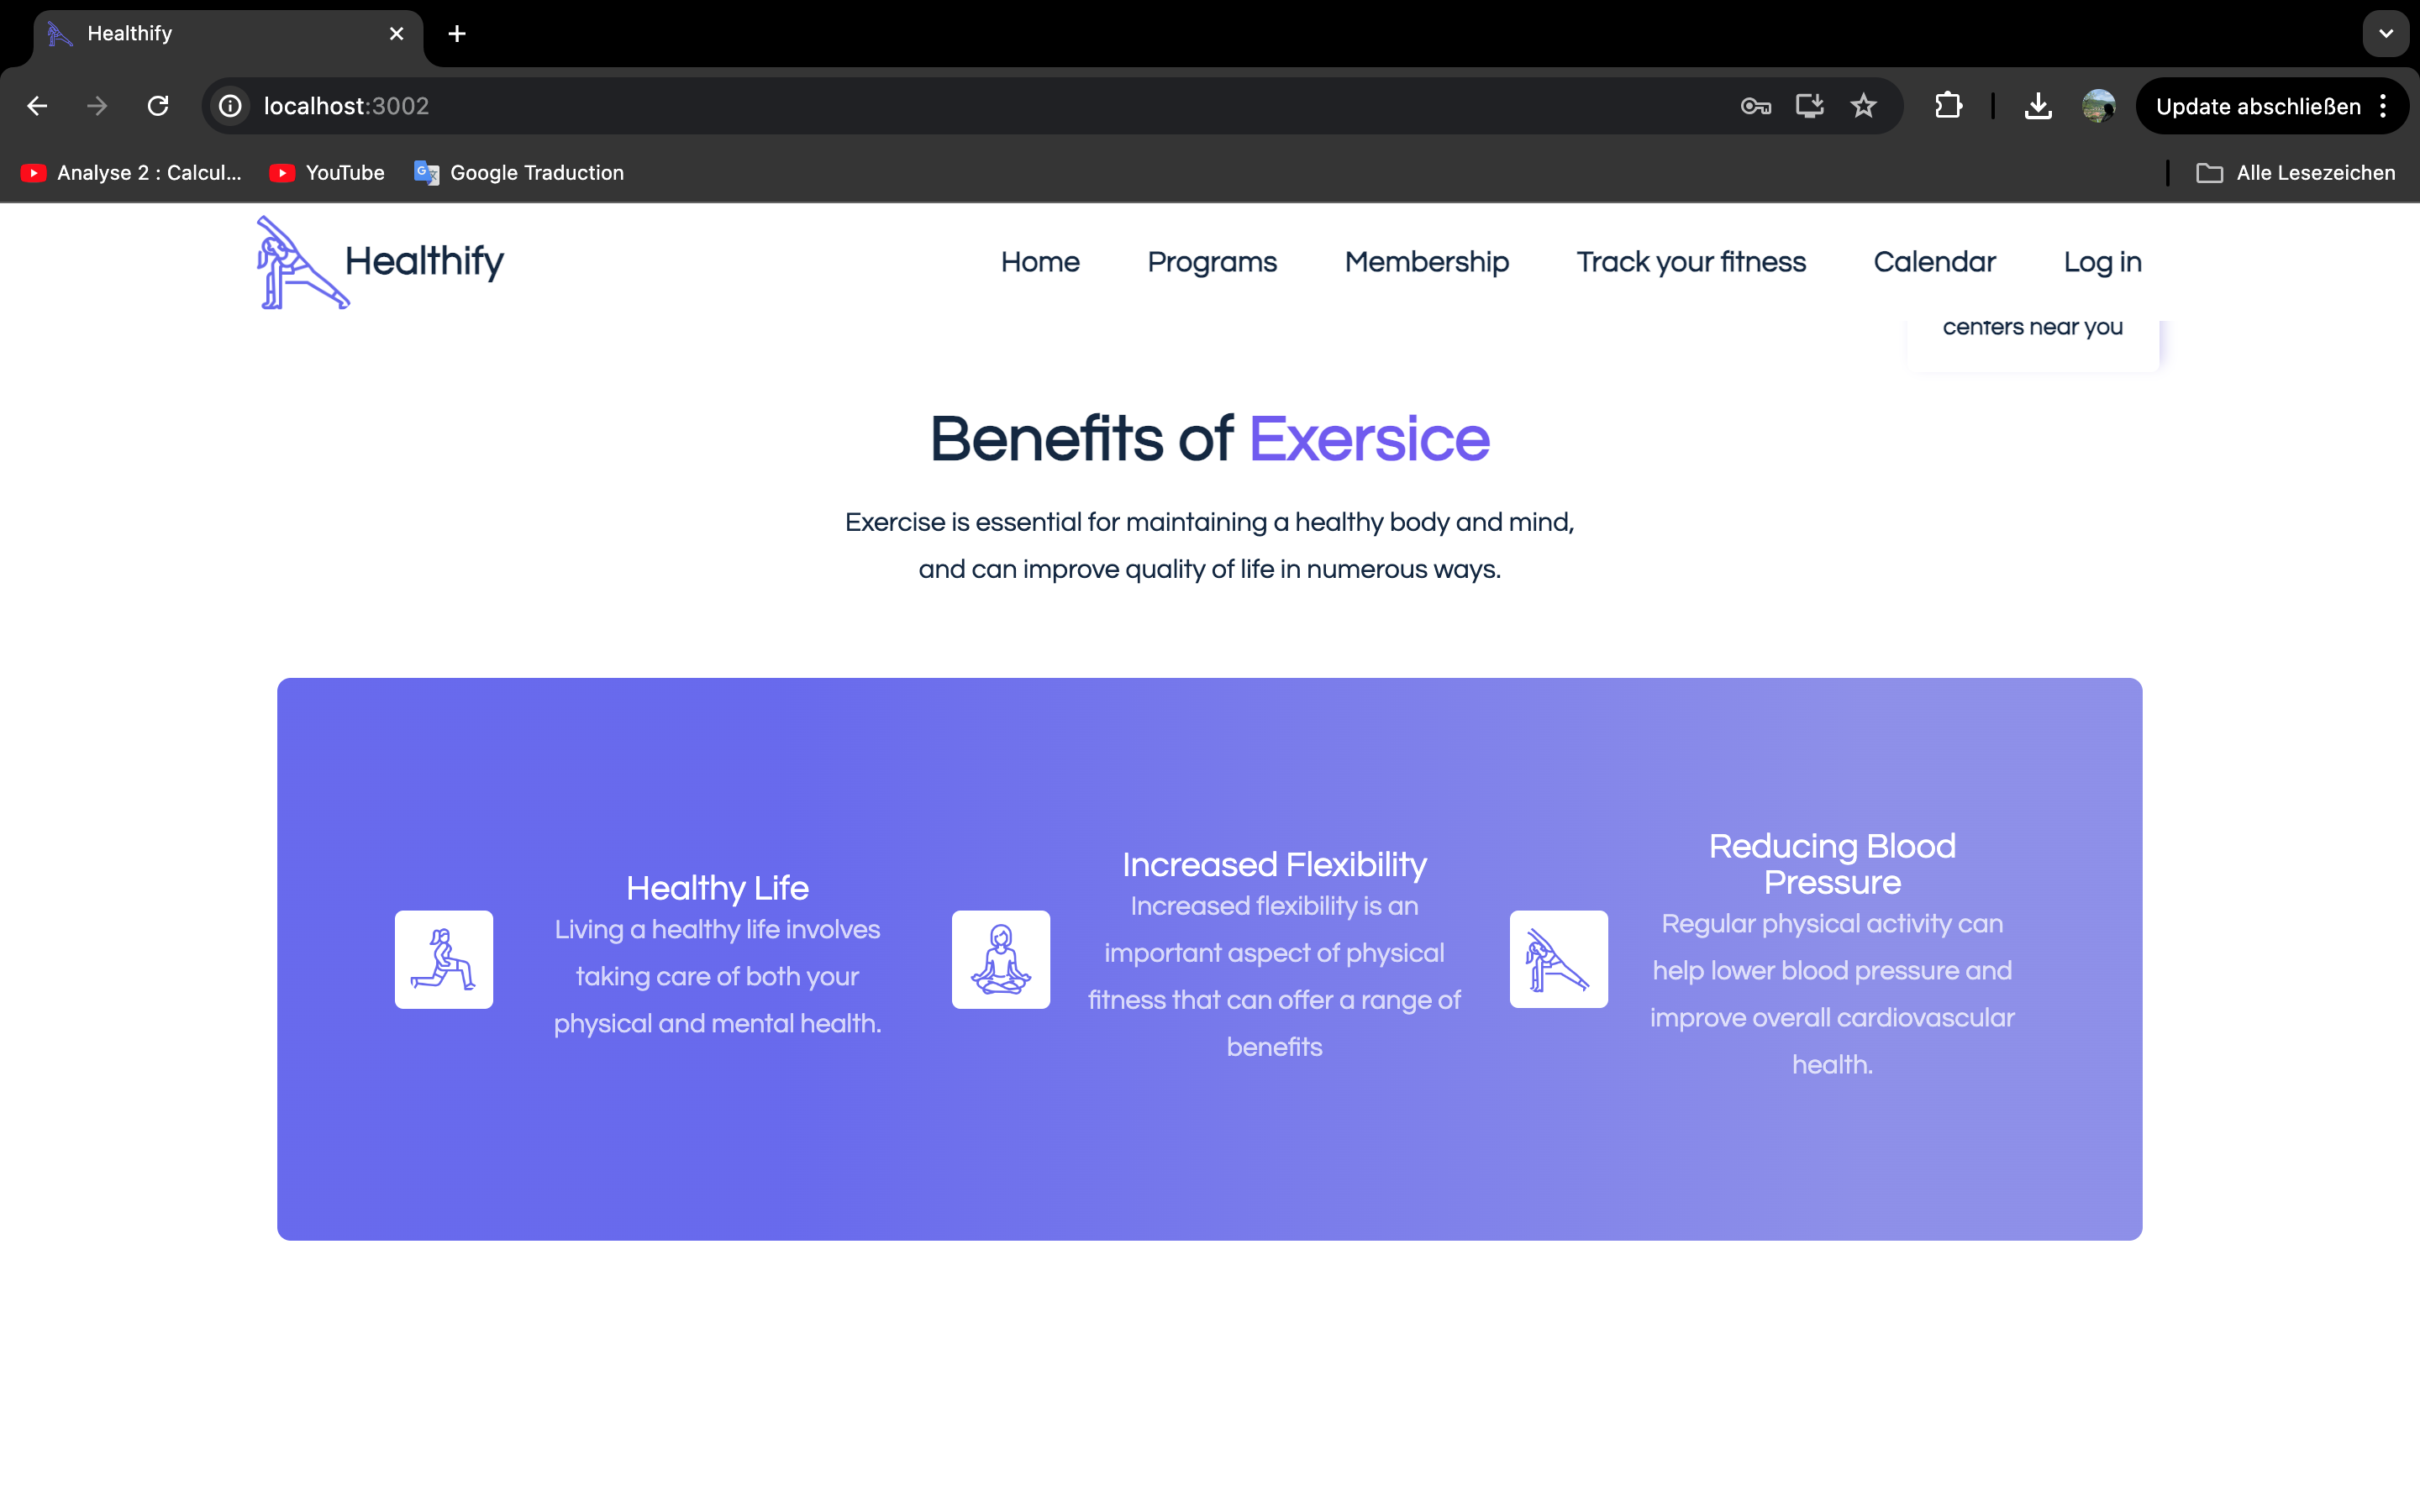 Healthify
localhost:3002
Update abschließen
Analyse 2 : Calcul...
YouTube
Google Traduction
Alle Lesezeichen
Healthify
Home
Programs
Membership
Track your fitness
Calendar
Log in
centers near you
Benefits of Exersice
Exercise is essential for maintaining a healthy body and mind,
and can improve quality of life in numerous ways.
Healthy Life
Living a healthy life involves
taking care of both your
physical and mental health.
Increased Flexibility
Increased flexibility is an
important aspect of physical
fitness that can offer a range of
benefits
Reducing Blood
Pressure
Regular physical activity can
help lower blood pressure and
improve overall cardiovascular
health.